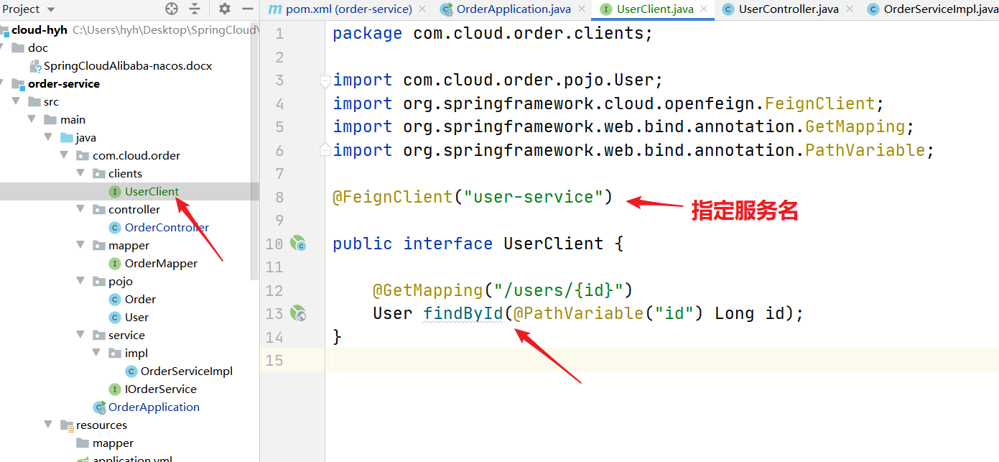 Project
pom.xml (order-service)
OrderApplication.java
UserClient.java
UserController.java
OrderServiceImpl.java
cloud-hyh C:\Users\hyh\Desktop\SpringCloud
doc
SpringCloudAlibaba-nacos.docx
order-service
src
main
java
com.cloud.order
clients
UserClient
controller
OrderController
mapper
OrderMapper
pojo
Order
User
service
impl
OrderServiceImpl
IOrderService
OrderApplication
resources
mapper
application.yml
1 package com.cloud.order.clients;
2
3 import com.cloud.order.pojo.User;
4 import org.springframework.cloud.openfeign.FeignClient;
5 import org.springframework.web.bind.annotation.GetMapping;
6 import org.springframework.web.bind.annotation.PathVariable;
7
8 @FeignClient("user-service")
指定服务名
9
10 public interface UserClient {
11
12 @GetMapping("/users/{id}")
13 User findById(@PathVariable("id") Long id);
14 }
15